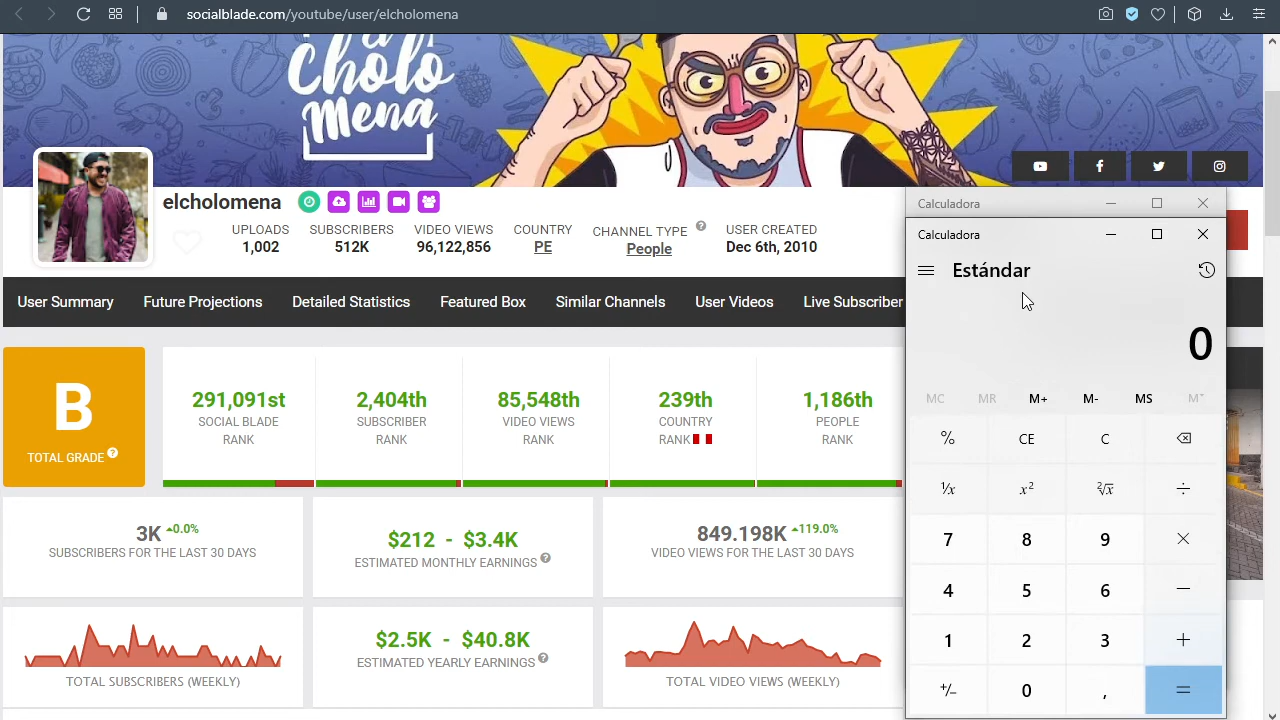 socialblade.com/youtube/user/elcholomena
el
Cholo
Mena
elcholomena
UPLOADS
1,002
SUBSCRIBERS
512K
VIDEO VIEWS
96,122,856
COUNTRY
PE
CHANNEL TYPE ?
People
USER CREATED
Dec 6th, 2010
User Summary
Future Projections
Detailed Statistics
Featured Box
Similar Channels
User Videos
Live Subscriber
B
TOTAL GRADE ?
291,091st
SOCIAL BLADE
RANK
2,404th
SUBSCRIBER
RANK
85,548th
VIDEO VIEWS
RANK
239th
COUNTRY
RANK
1,186th
PEOPLE
RANK
3K 0.0%
SUBSCRIBERS FOR THE LAST 30 DAYS
$212 - $3.4K
ESTIMATED MONTHLY EARNINGS ?
849.198K 119.0%
VIDEO VIEWS FOR THE LAST 30 DAYS
TOTAL SUBSCRIBERS (WEEKLY)
$2.5K - $40.8K
ESTIMATED YEARLY EARNINGS ?
TOTAL VIDEO VIEWS (WEEKLY)
Calculadora
Calculadora
Estándar
0
MC MR M+ M- MS M˅
% CE C
¹/x x² ²√x ÷
7 8 9 ×
4 5 6 −
1 2 3 +
+/− 0 , =